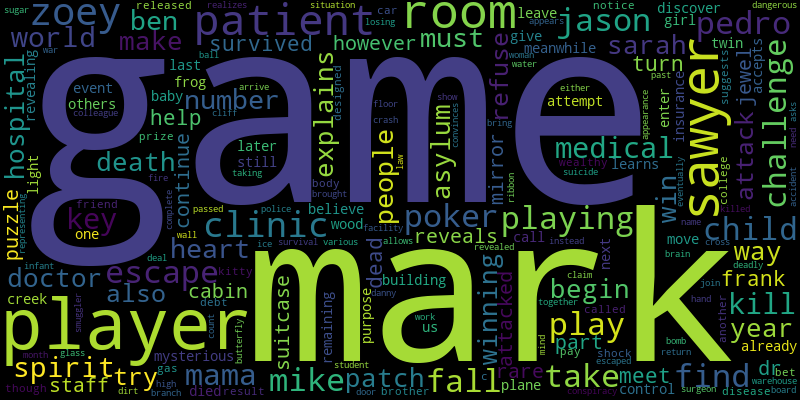 sugar released realizes situation losing appears dangerous
zoey ben patient room jason notice discover pedro
world make car leave girl
war ball survived however must give woman sarah twin accepts
hospital revealing event last explains designed cliff arrive floor show water refuse meanwhile turn past suggests jewel
others frog baby number crash convinces bring either attempt appearance enter insurance sawyer challenge
colleague prize help people law asylum mirror medical college attack
game
light death later still body brought wealthy learns need asks
puzzle friend fire continue taking ribbon suicide accident
key one complete passed police believe poker playing win rare killed child
representing wall clinic wood facility reveals call instead next name
infant heart ice survival various allows revealed attacked move cross way
doctor deal escape kitty dead building claim begin brain deadly frank
also cabin suitcase remaining purpose danny winning called another kill
creek smuggler debt count butterfly work us together part join hand year
player mark
month glass mysterious door student mind pay shock escaped bomb return already
spirit try mama mike patch brother fall plane take meet find dr bet
staff gas died result control disease warehouse
though dirt high branch c conspiracy surgeon board